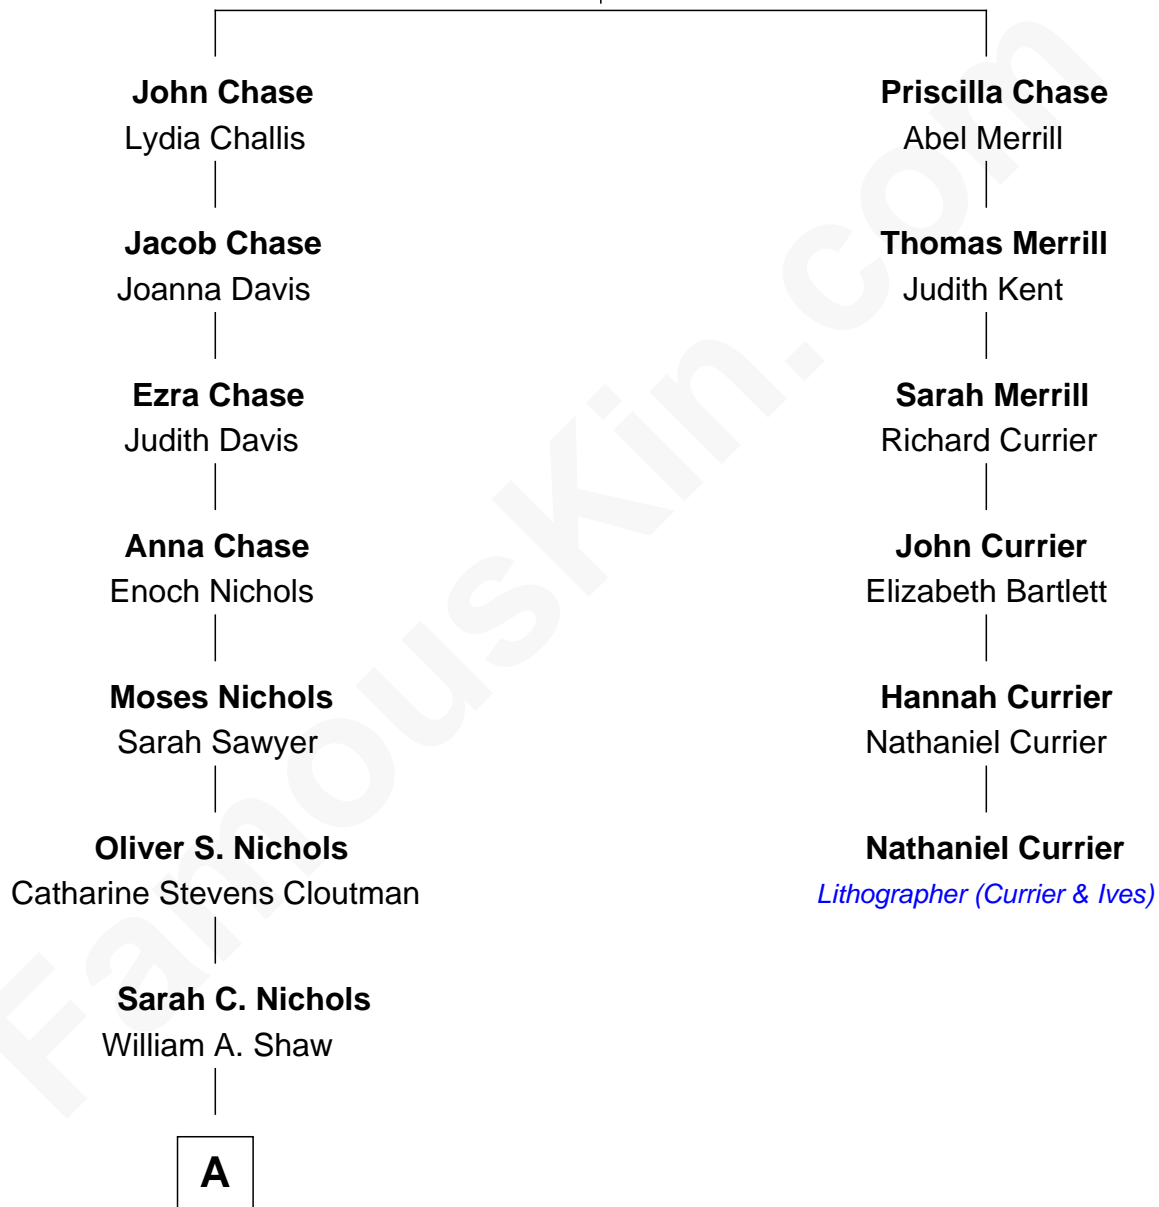 John Chase
Lydia Challis
Jacob Chase
Joanna Davis
Ezra Chase
Judith Davis
Anna Chase
Enoch Nichols
Moses Nichols
Sarah Sawyer
Oliver S. Nichols
Catharine Stevens Cloutman
Sarah C. Nichols
William A. Shaw
A
Priscilla Chase
Abel Merrill
Thomas Merrill
Judith Kent
Sarah Merrill
Richard Currier
John Currier
Elizabeth Bartlett
Hannah Currier
Nathaniel Currier
Nathaniel Currier
Lithographer (Currier & Ives)
FamousKin.com